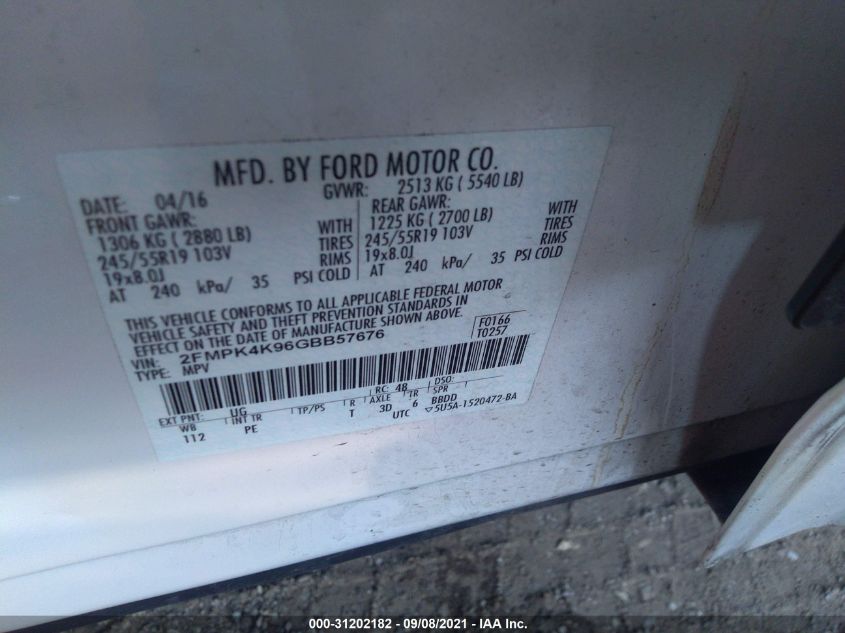 MFD. BY FORD MOTOR CO.
DATE: 04/16 GVWR: 2513 KG ( 5540 LB)
FRONT GAWR: REAR GAWR:
1306 KG ( 2880 LB) WITH 1225 KG ( 2700 LB) WITH
245/55R19 103V TIRES 245/55R19 103V TIRES
19x8.0J RIMS 19x8.0J RIMS
AT 240 kPa/ 35 PSI COLD AT 240 kPa/ 35 PSI COLD
THIS VEHICLE CONFORMS TO ALL APPLICABLE FEDERAL MOTOR
VEHICLE SAFETY AND THEFT PREVENTION STANDARDS IN
EFFECT ON THE DATE OF MANUFACTURE SHOWN ABOVE.
F0166
T0257
VIN: 2FMPK4K96GBB57676
TYPE: MPV
EXT PNT: UG RC: 48 DSO:
WB INT TR TP/PS R AXLE TR SPR
112 PE T 3D 6 BBDD
UTC ▽5U5A-1520472-BA
000-31202182 - 09/08/2021 - IAA Inc.